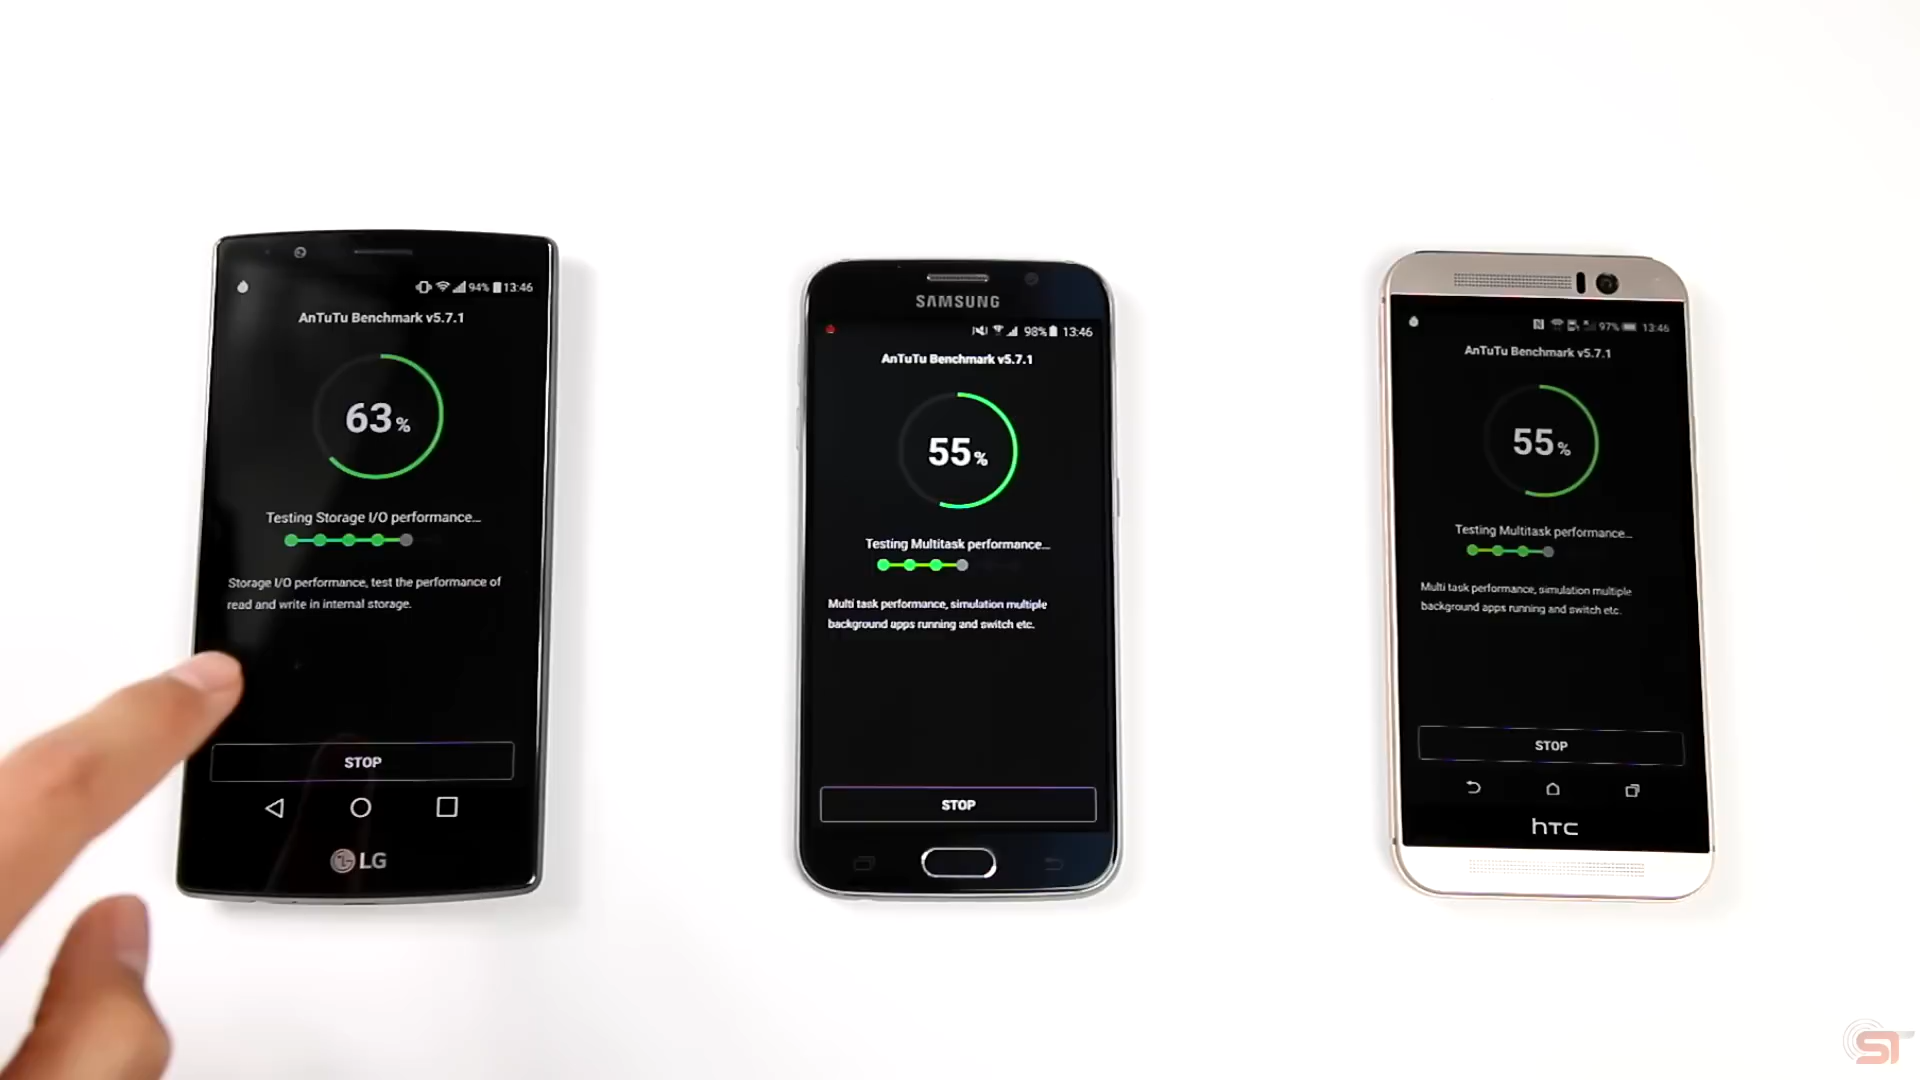 94% 13:46
AnTuTu Benchmark v5.7.1
63%
Testing Storage I/O performance...
Storage I/O performance, test the performance of
read and write in internal storage.
STOP
LG
SAMSUNG
98% 13:46
AnTuTu Benchmark v5.7.1
55%
Testing Multitask performance...
Multi task performance, simulation multiple
background apps running and switch etc.
STOP
97% 13:46
AnTuTu Benchmark v5.7.1
55%
Testing Multitask performance...
Multi task performance, simulation multiple
background apps running and switch etc.
STOP
hTC
ST